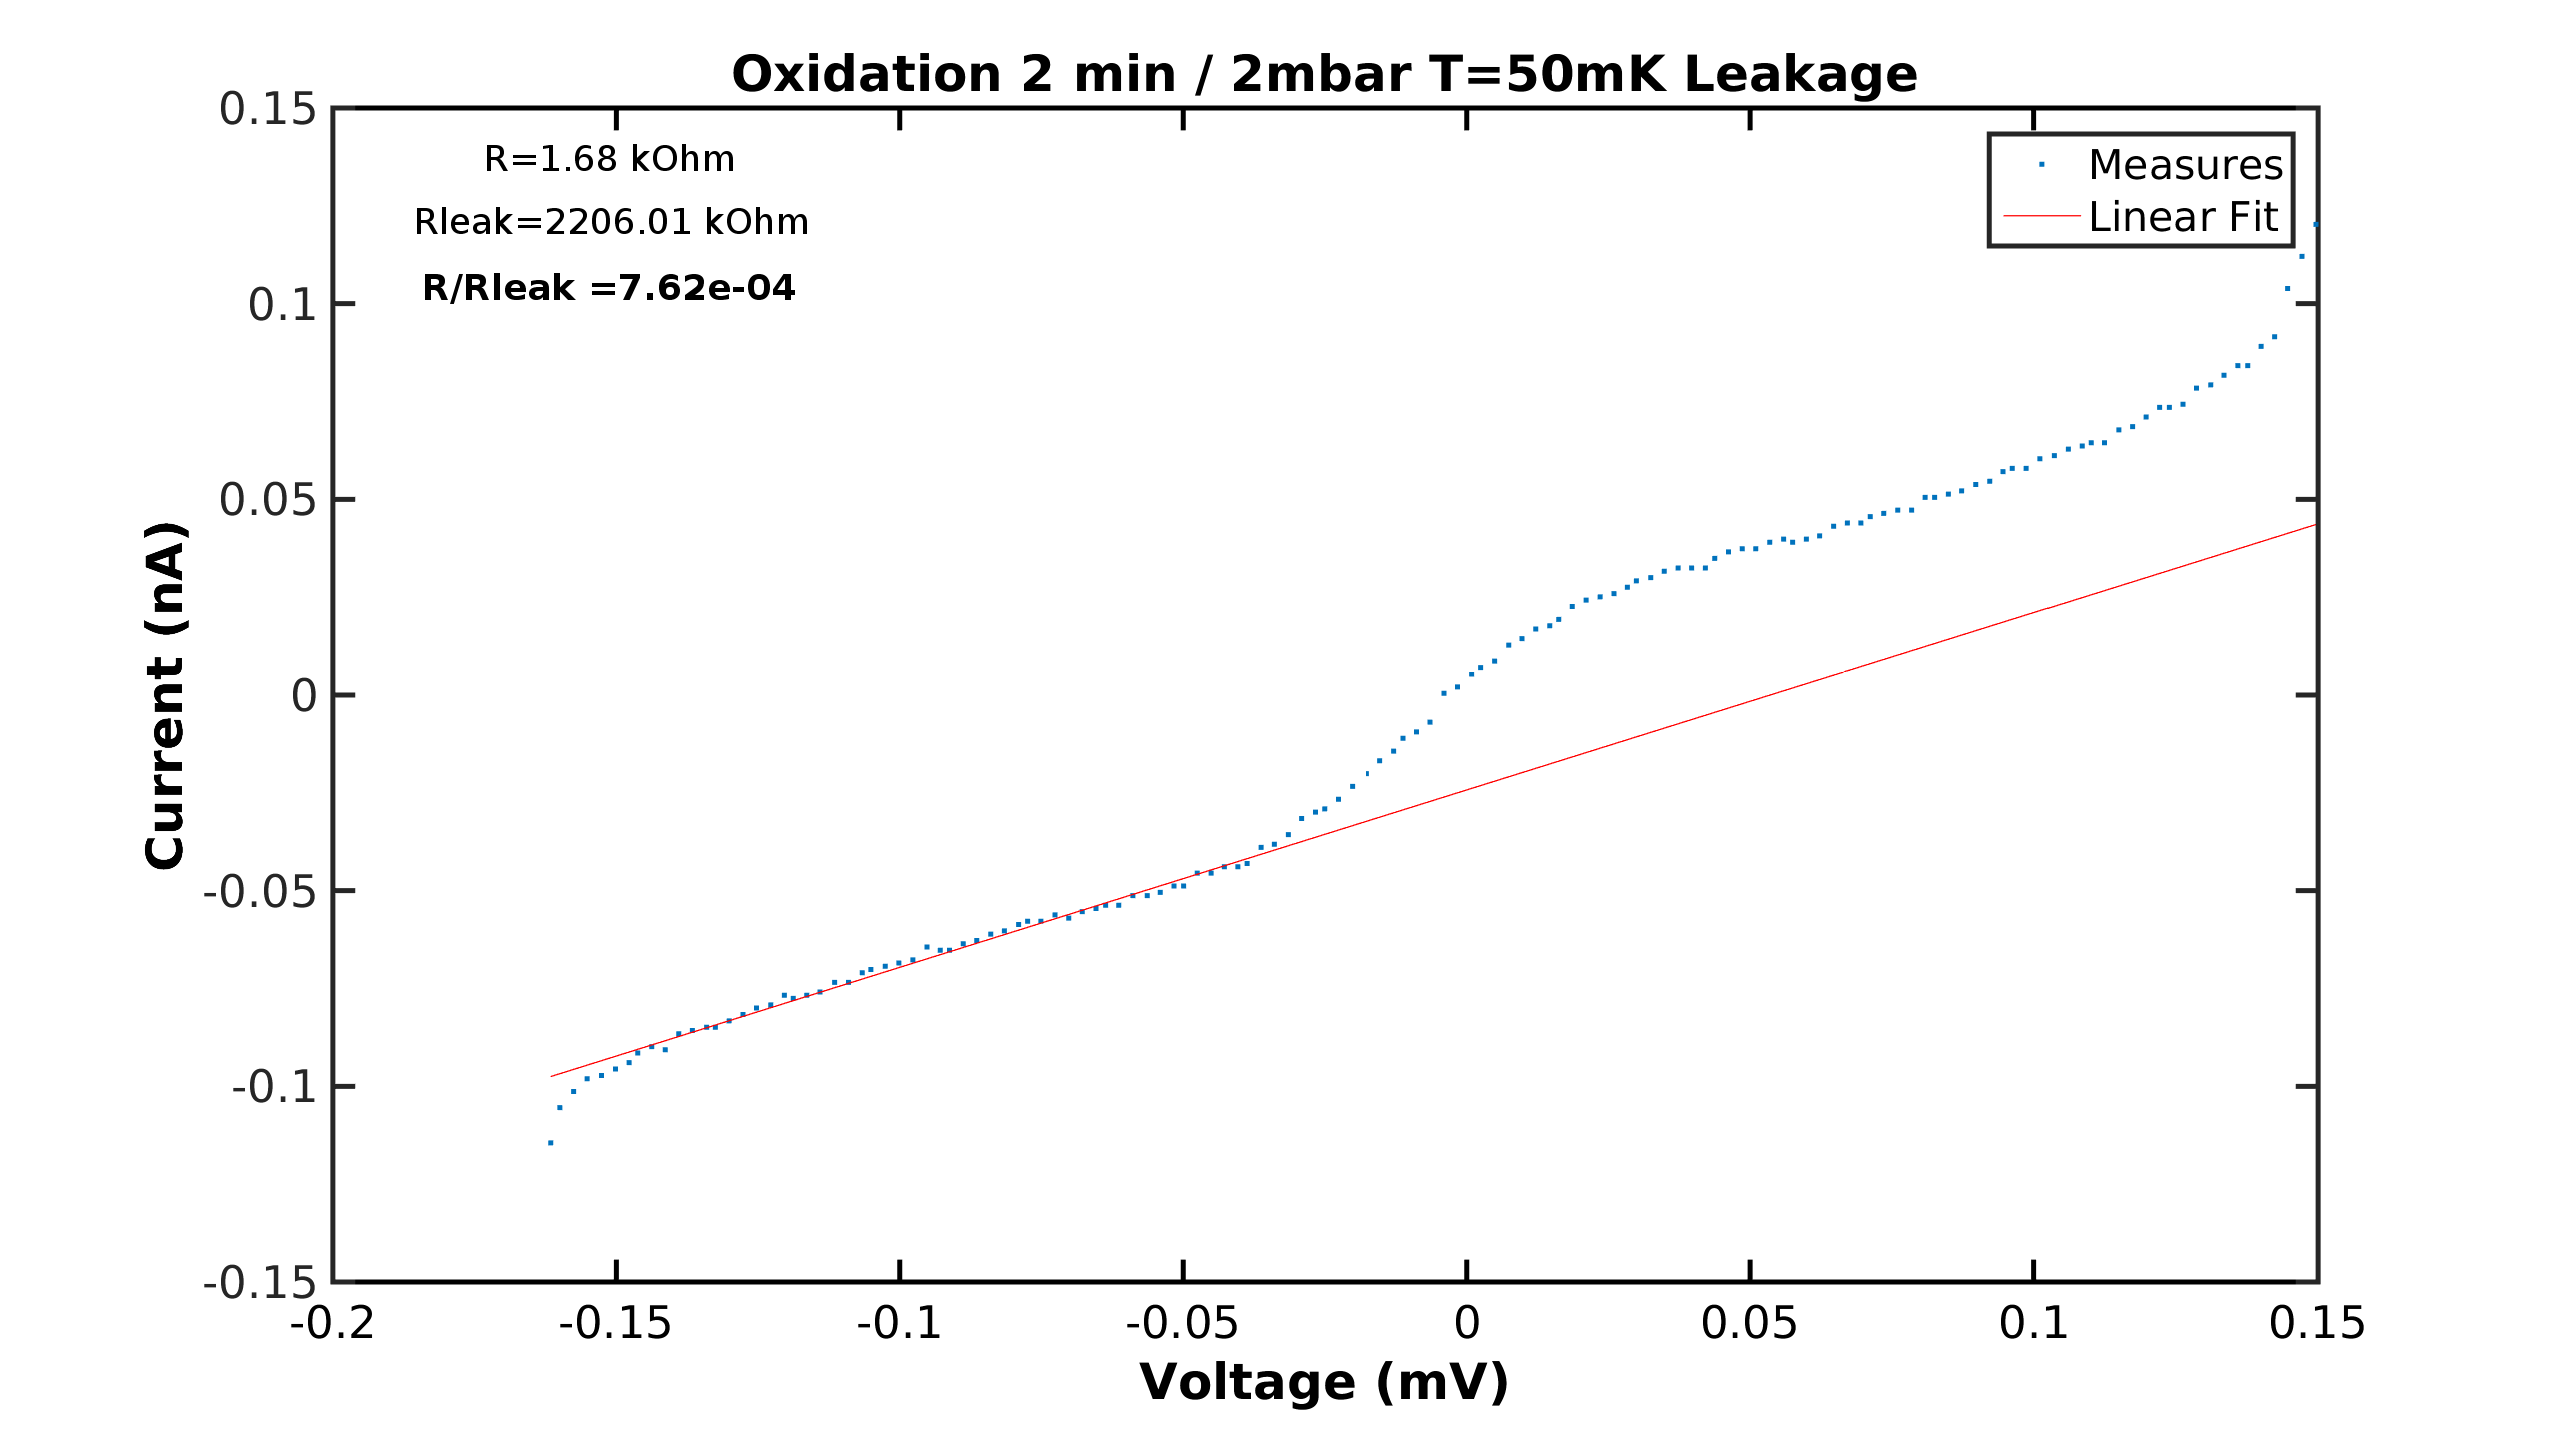 Oxidation 2 min / 2mbar T=50mK Leakage
R=1.68 kOhm
Rleak=2206.01 kOhm
R/Rleak =7.62e-04
Measures
Linear Fit
0.15
0.1
0.05
0
-0.05
-0.1
-0.15
Current (nA)
-0.2 -0.15 -0.1 -0.05 0 0.05 0.1 0.15
Voltage (mV)